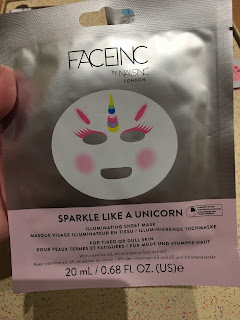 FACEINC
BY NAILSINC
LONDON
SPARKLE LIKE A UNICORN
ILLUMINATING SHEET MASK
MASQUE VISAGE ILLUMINATEUR EN TISSU / ILLUMINIERENDE TUCHMASKE
FOR TIRED OR DULL SKIN
POUR PEAUX TERNES ET FATIGUÉES / FÜR MÜDE UND STUMPFE HAUT
20 mL / 0.68 FL. OZ. (US)e